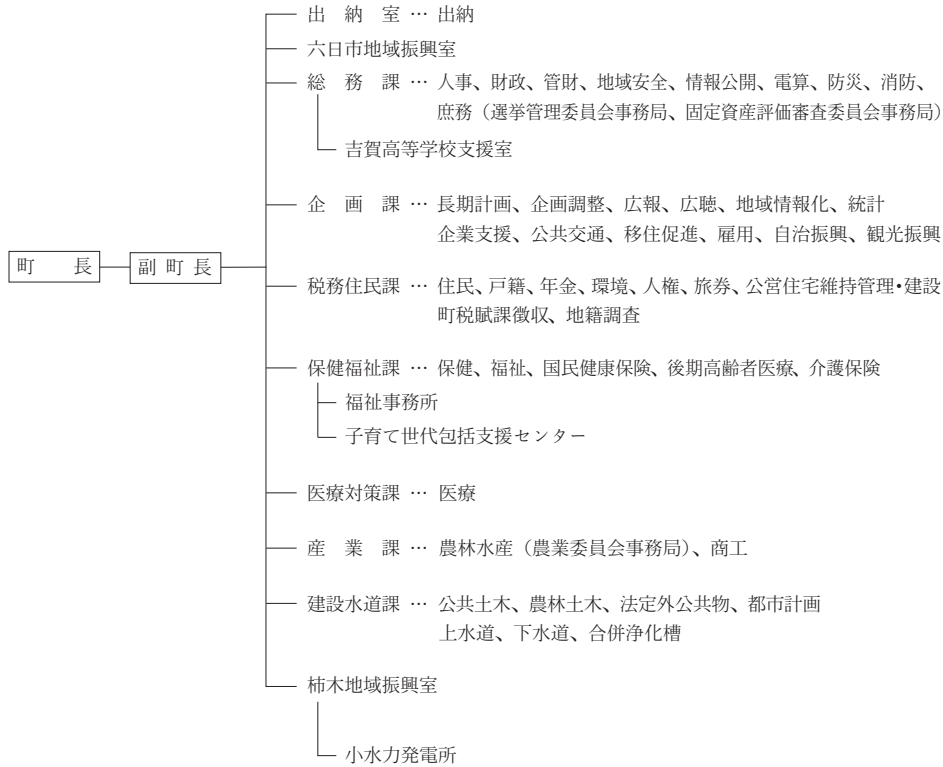 出納室…出納
六日市地域振興室
総務課…人事、財政、管財、地域安全、情報公開、電算、防災、消防、
庶務（選挙管理委員会事務局、固定資産評価審査委員会事務局）
吉賀高等学校支援室
企画課…長期計画、企画調整、広報、広聴、地域情報化、統計
企業支援、公共交通、移住促進、雇用、自治振興、観光振興
町長
副町長
税務住民課…住民、戸籍、年金、環境、人権、旅券、公営住宅維持管理・建設
町税賦課徴収、地籍調査
保健福祉課…保健、福祉、国民健康保険、後期高齢者医療、介護保険
福祉事務所
子育て世代包括支援センター
医療対策課…医療
産業課…農林水産（農業委員会事務局）、商工
建設水道課…公共土木、農林土木、法定外公共物、都市計画
上水道、下水道、合併浄化槽
柿木地域振興室
小水力発電所